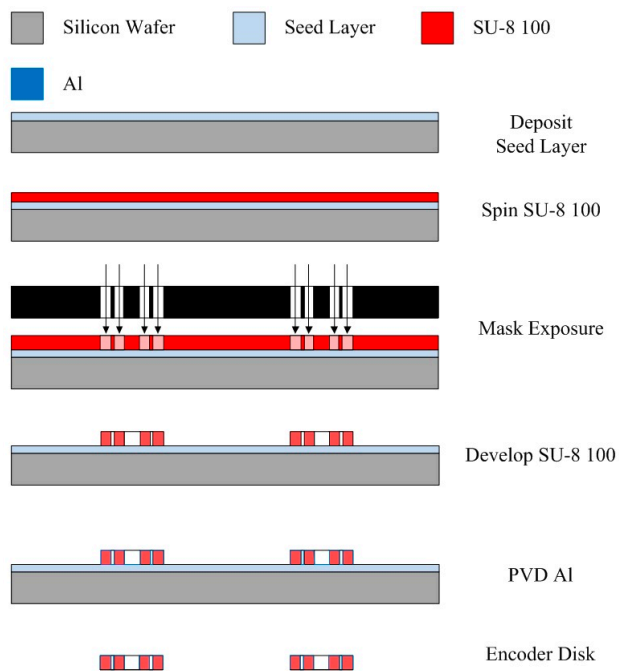 Silicon Wafer
Seed Layer
SU-8 100
Al
Deposit
Seed Layer
Spin SU-8 100
Mask Exposure
Develop SU-8 100
PVD Al
Encoder Disk